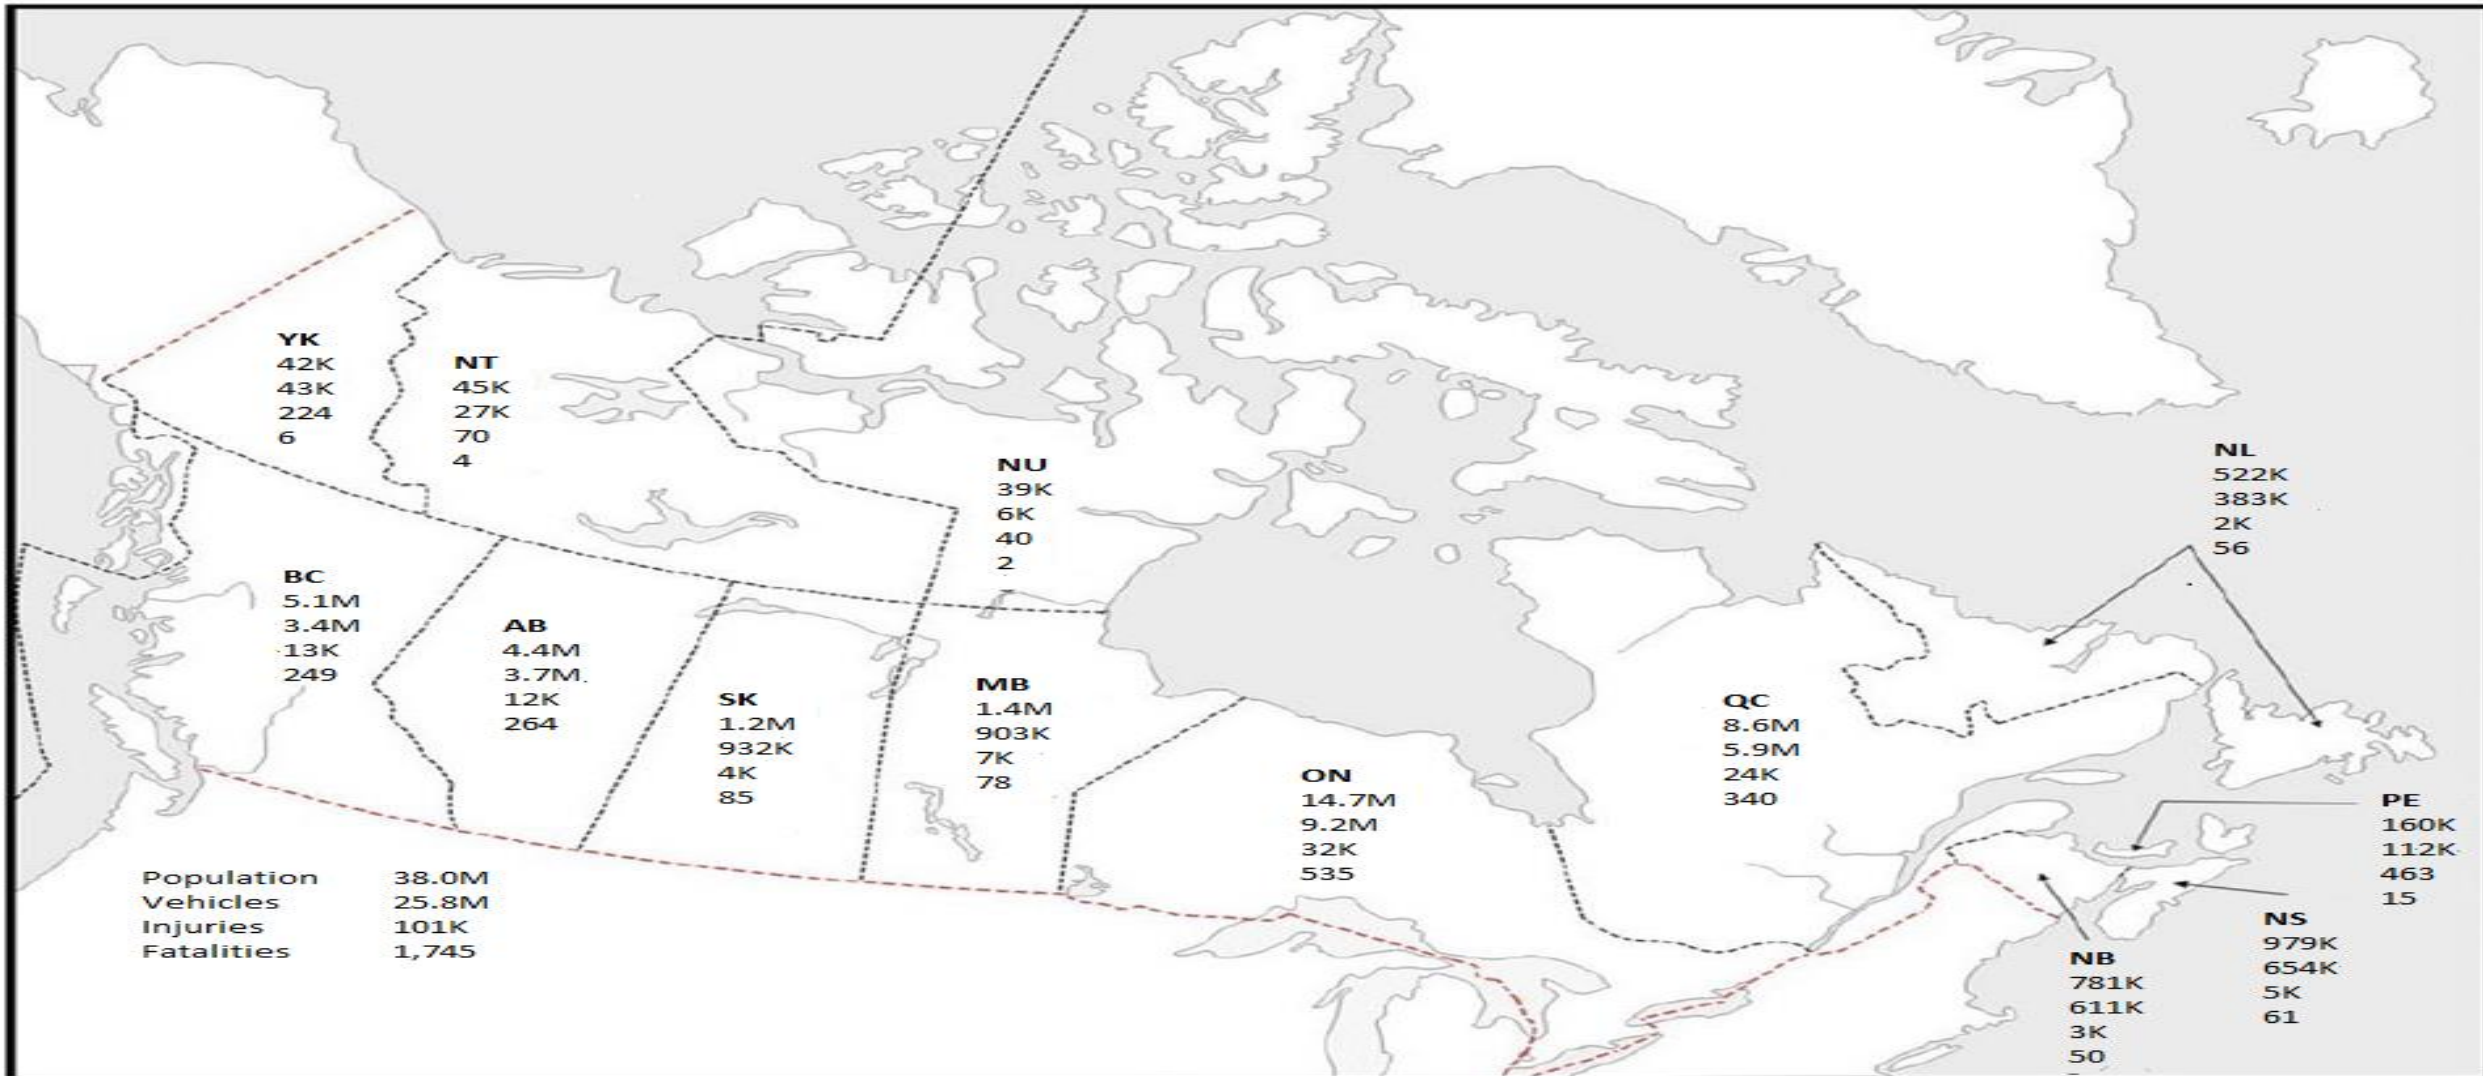 YK
42K
43K
224
6
NT
45K
27K
70
4
NU
39K
6K
40
2
NL
522K
383K
2K
56
BC
5.1M
3.4M
13K
249
AB
4.4M
3.7M
12K
264
SK
1.2M
932K
4K
85
MB
1.4M
903K
7K
78
ON
14.7M
9.2M
32K
535
QC
8.6M
5.9M
24K
340
PE
160K
112K
463
15
NS
979K
654K
5K
61
NB
781K
611K
3K
50
Population 38.0M
Vehicles 25.8M
Injuries 101K
Fatalities 1,745